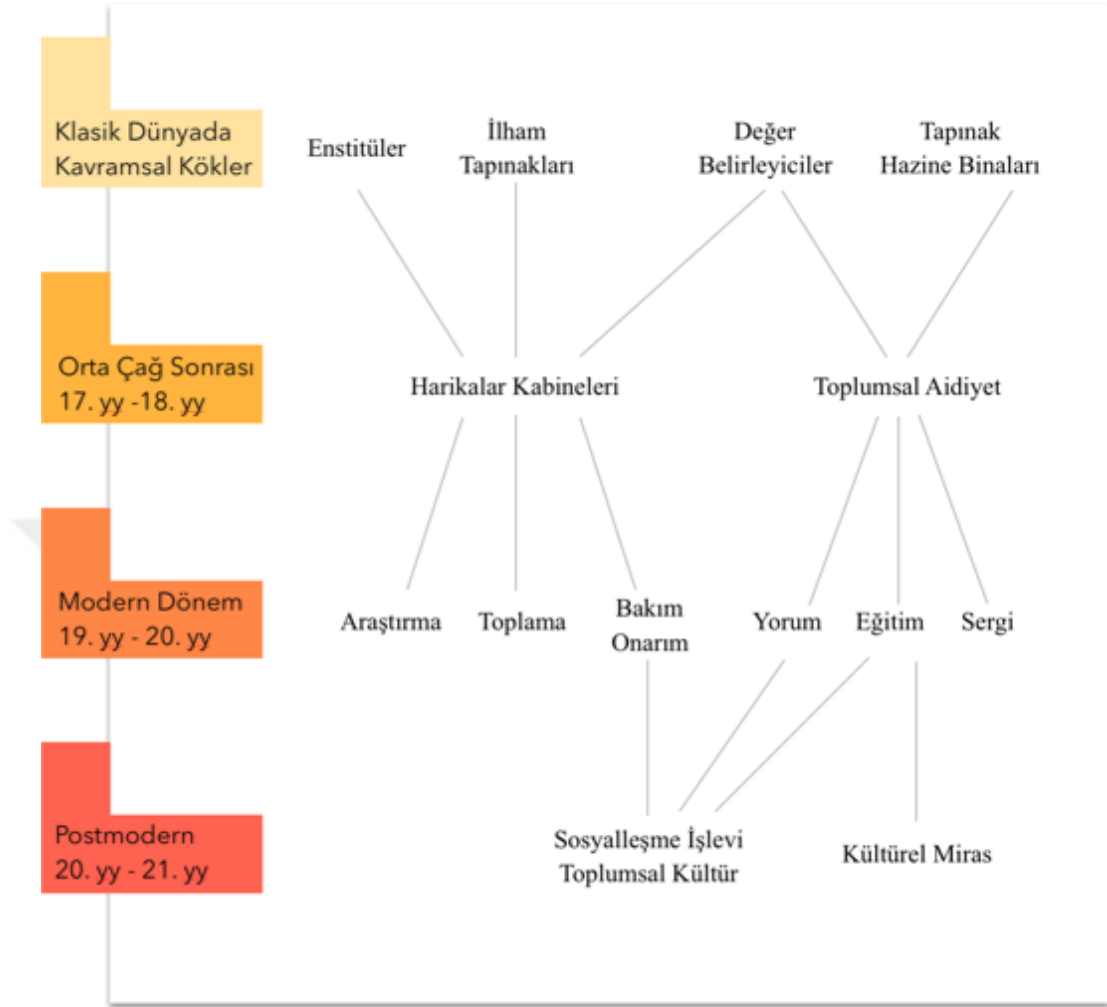 Klasik Dünyada
Kavramsal Kökler
Enstitüler
İlham
Tapınakları
Değer
Belirleyiciler
Tapınak
Hazine Binaları
Orta Çağ Sonrası
17. yy -18. yy
Harikalar Kabineleri
Toplumsal Aidiyet
Modern Dönem
19. yy - 20. yy
Araştırma
Toplama
Bakım
Onarım
Yorum
Eğitim
Sergi
Postmodern
20. yy - 21. yy
Sosyalleşme İşlevi
Toplumsal Kültür
Kültürel Miras